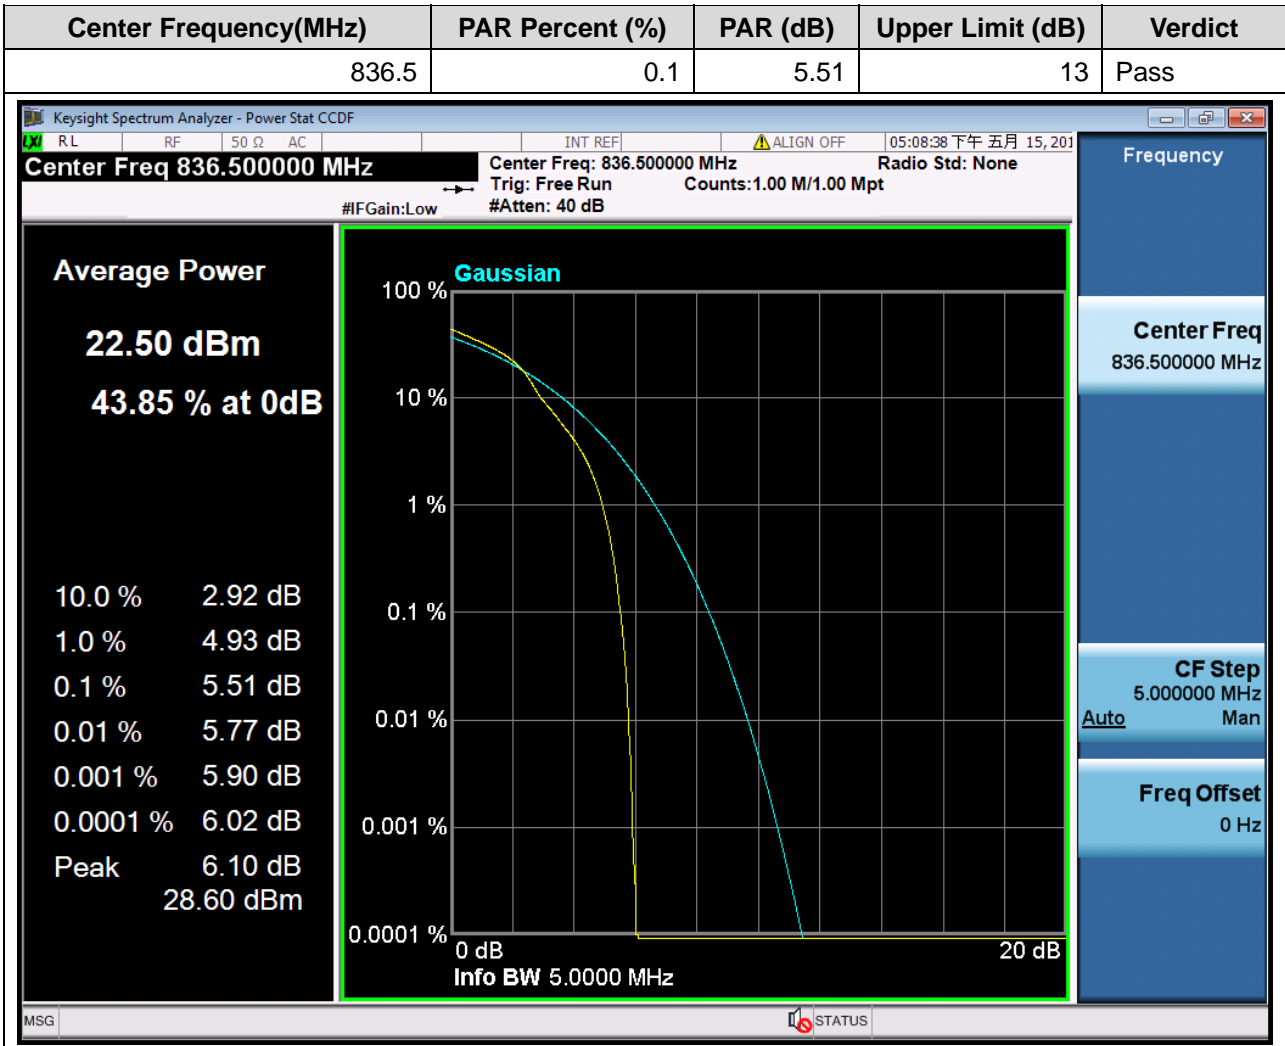 Center Frequency(MHz) PAR Percent (%) PAR (dB) Upper Limit (dB) Verdict
836.5 0.1 5.51 13 Pass
Keysight Spectrum Analyzer - Power Stat CCDF
LXI RL RF 50 Ω AC INT REF ALIGN OFF 05:08:38 下午 五月 15, 201
Center Freq 836.500000 MHz
#IFGain:Low
Center Freq: 836.500000 MHz Radio Std: None
Trig: Free Run Counts:1.00 M/1.00 Mpt
#Atten: 40 dB
Average Power
22.50 dBm
43.85 % at 0dB
10.0 % 2.92 dB
1.0 % 4.93 dB
0.1 % 5.51 dB
0.01 % 5.77 dB
0.001 % 5.90 dB
0.0001 % 6.02 dB
Peak 6.10 dB
28.60 dBm
Gaussian
100 %
10 %
1 %
0.1 %
0.01 %
0.001 %
0.0001 %
0 dB 20 dB
Info BW 5.0000 MHz
Frequency
Center Freq
836.500000 MHz
CF Step
5.000000 MHz
Auto Man
Freq Offset
0 Hz
MSG STATUS